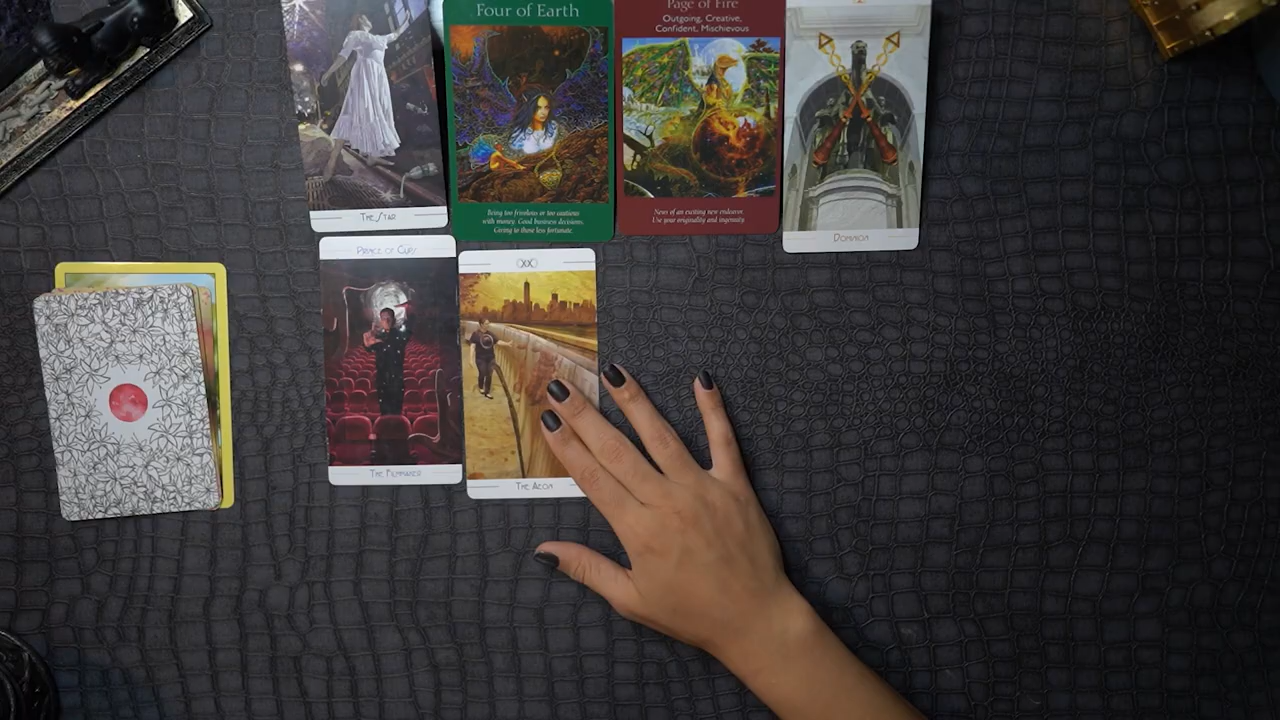 The Star
Four of Earth
Being too frivolous or too cautious
with money. Good business decisions.
Giving to those less fortunate.
Page of Fire
Outgoing, Creative,
Confident, Mischievous
News of an exciting new endeavor.
Use your originality and ingenuity.
Dominion
Prince of Cups
The Filmmaker
XX
The Aeon